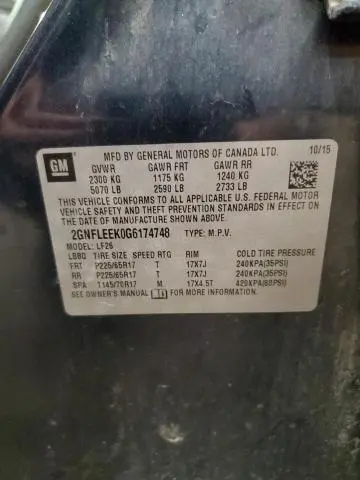 GM
MFD BY GENERAL MOTORS OF CANADA LTD. 10/15
GVWR GAWR FRT GAWR RR
2300 KG 1175 KG 1240 KG
5070 LB 2590 LB 2733 LB
THIS VEHICLE CONFORMS TO ALL APPLICABLE U.S. FEDERAL MOTOR
VEHICLE SAFETY AND THEFT PREVENTION STANDARDS IN EFFECT ON
THE DATE OF MANUFACTURE SHOWN ABOVE.
2GNFLEEK0G6174748 TYPE: M.P.V.
MODEL: LF26
LBBQ TIRE SIZE SPEED RTG RIM COLD TIRE PRESSURE
FRT P225/65R17 T 17X7J 240KPA(35PSI)
RR P225/65R17 T 17X7J 240KPA(35PSI)
SPA T145/70R17 M 17X4.5T 420KPA(60PSI)
SEE OWNER'S MANUAL FOR ADDITIONAL INFORMATION.